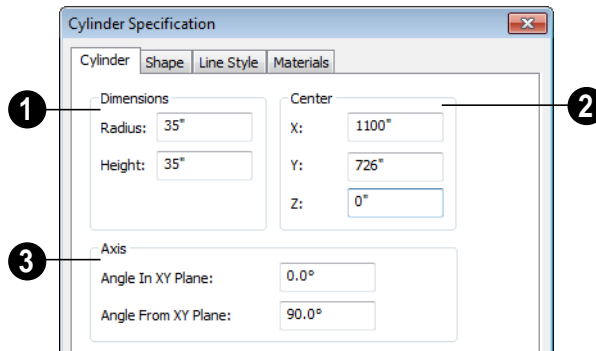 Cylinder Specification
Cylinder Shape Line Style Materials
1 Dimensions
Radius: 35"
Height: 35"
Center 2
X: 1100"
Y: 726"
Z: 0"
3 Axis
Angle In XY Plane: 0.0°
Angle From XY Plane: 90.0°